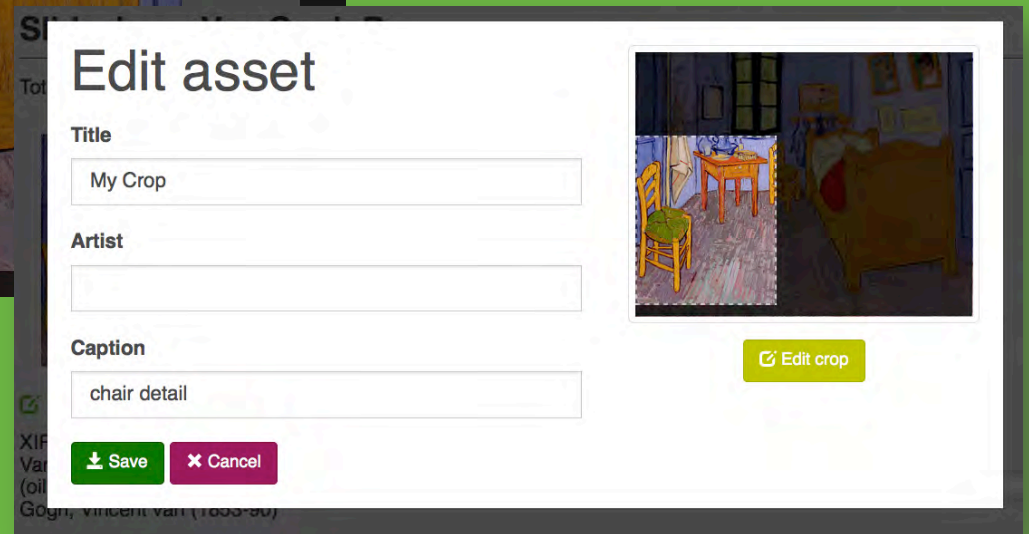 Edit asset
Title
My Crop
Artist
Caption
chair detail
Save
Cancel
Edit crop
Tot
XIF
Van
(oil
Gogh, Vincent van (1853-90)